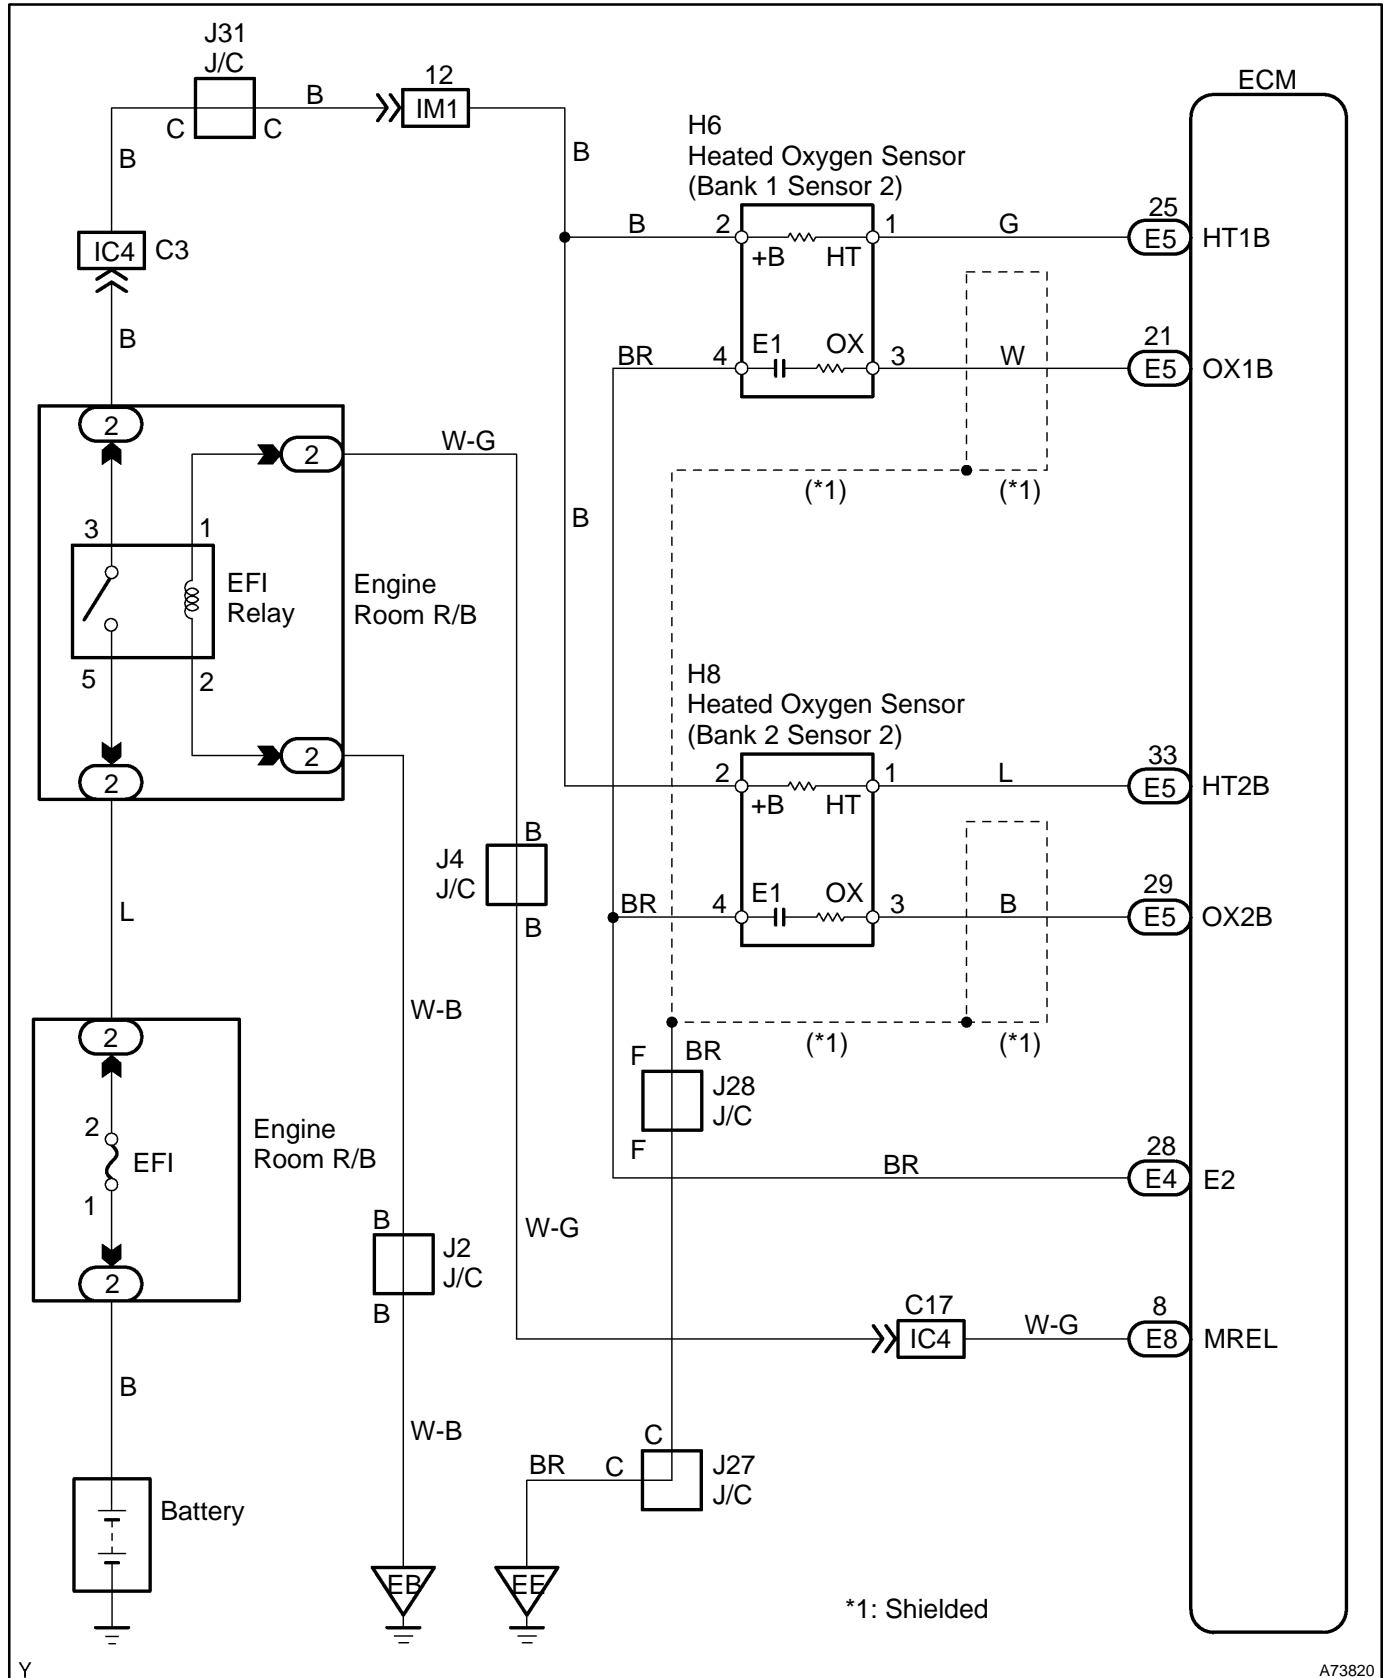 J31
J/C
12
B
IM1
C
C
B
B
IC4
C3
B
ECM
H6
Heated Oxygen Sensor
(Bank 1 Sensor 2)
B
2
1
G
25
E5
HT1B
+B
HT
BR
4
E1
OX
3
W
21
E5
OX1B
(*1)
(*1)
2
2
W-G
3
1
EFI
Relay
Engine
Room R/B
5
2
2
2
B
H8
Heated Oxygen Sensor
(Bank 2 Sensor 2)
2
1
L
33
E5
HT2B
+B
HT
BR
4
E1
OX
3
B
29
E5
OX2B
(*1)
(*1)
B
J4
J/C
B
L
W-B
2
2
EFI
1
2
Engine
Room R/B
F
BR
J28
J/C
F
BR
28
E4
E2
W-G
B
J2
J/C
B
C17
IC4
W-G
8
E8
MREL
B
W-B
C
BR
C
J27
J/C
Battery
EB
EE
*1: Shielded
Y
A73820